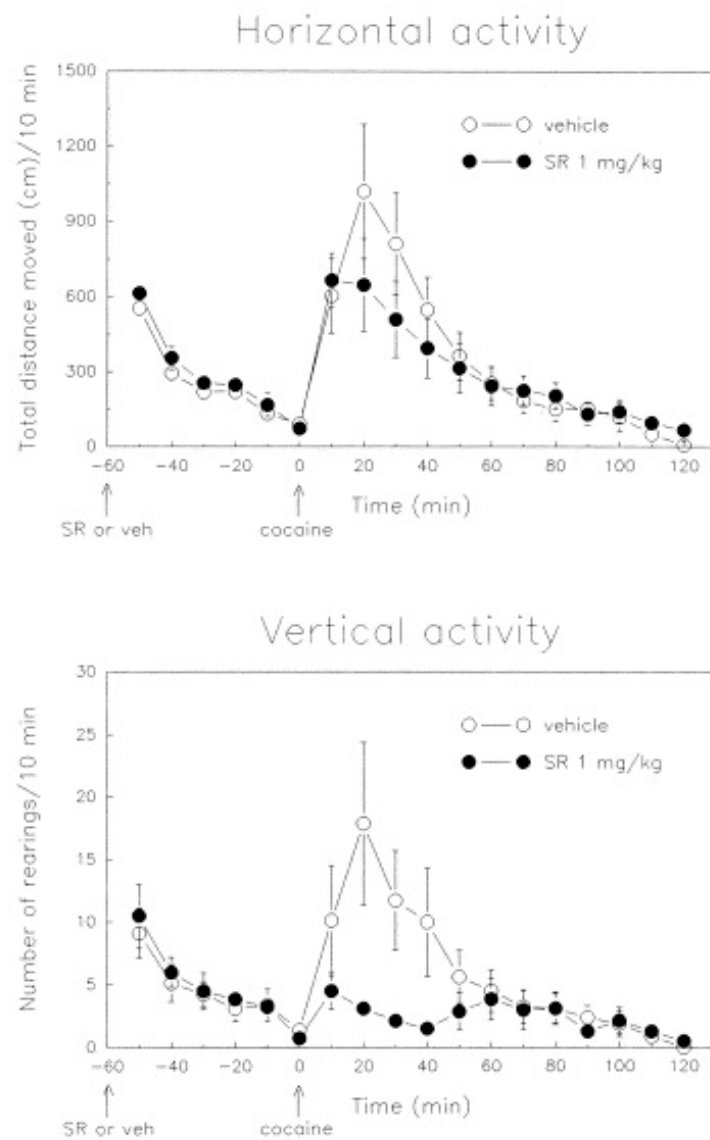 Horizontal activity
Total distance moved (cm)/10 min
1500
1200
900
600
300
0
vehicle
SR 1 mg/kg
−60 −40 −20 0 20 40 60 80 100 120
Time (min)
SR or veh
cocaine
Vertical activity
Number of rearings/10 min
30
25
20
15
10
5
0
vehicle
SR 1 mg/kg
−60 −40 −20 0 20 40 60 80 100 120
Time (min)
SR or veh
cocaine